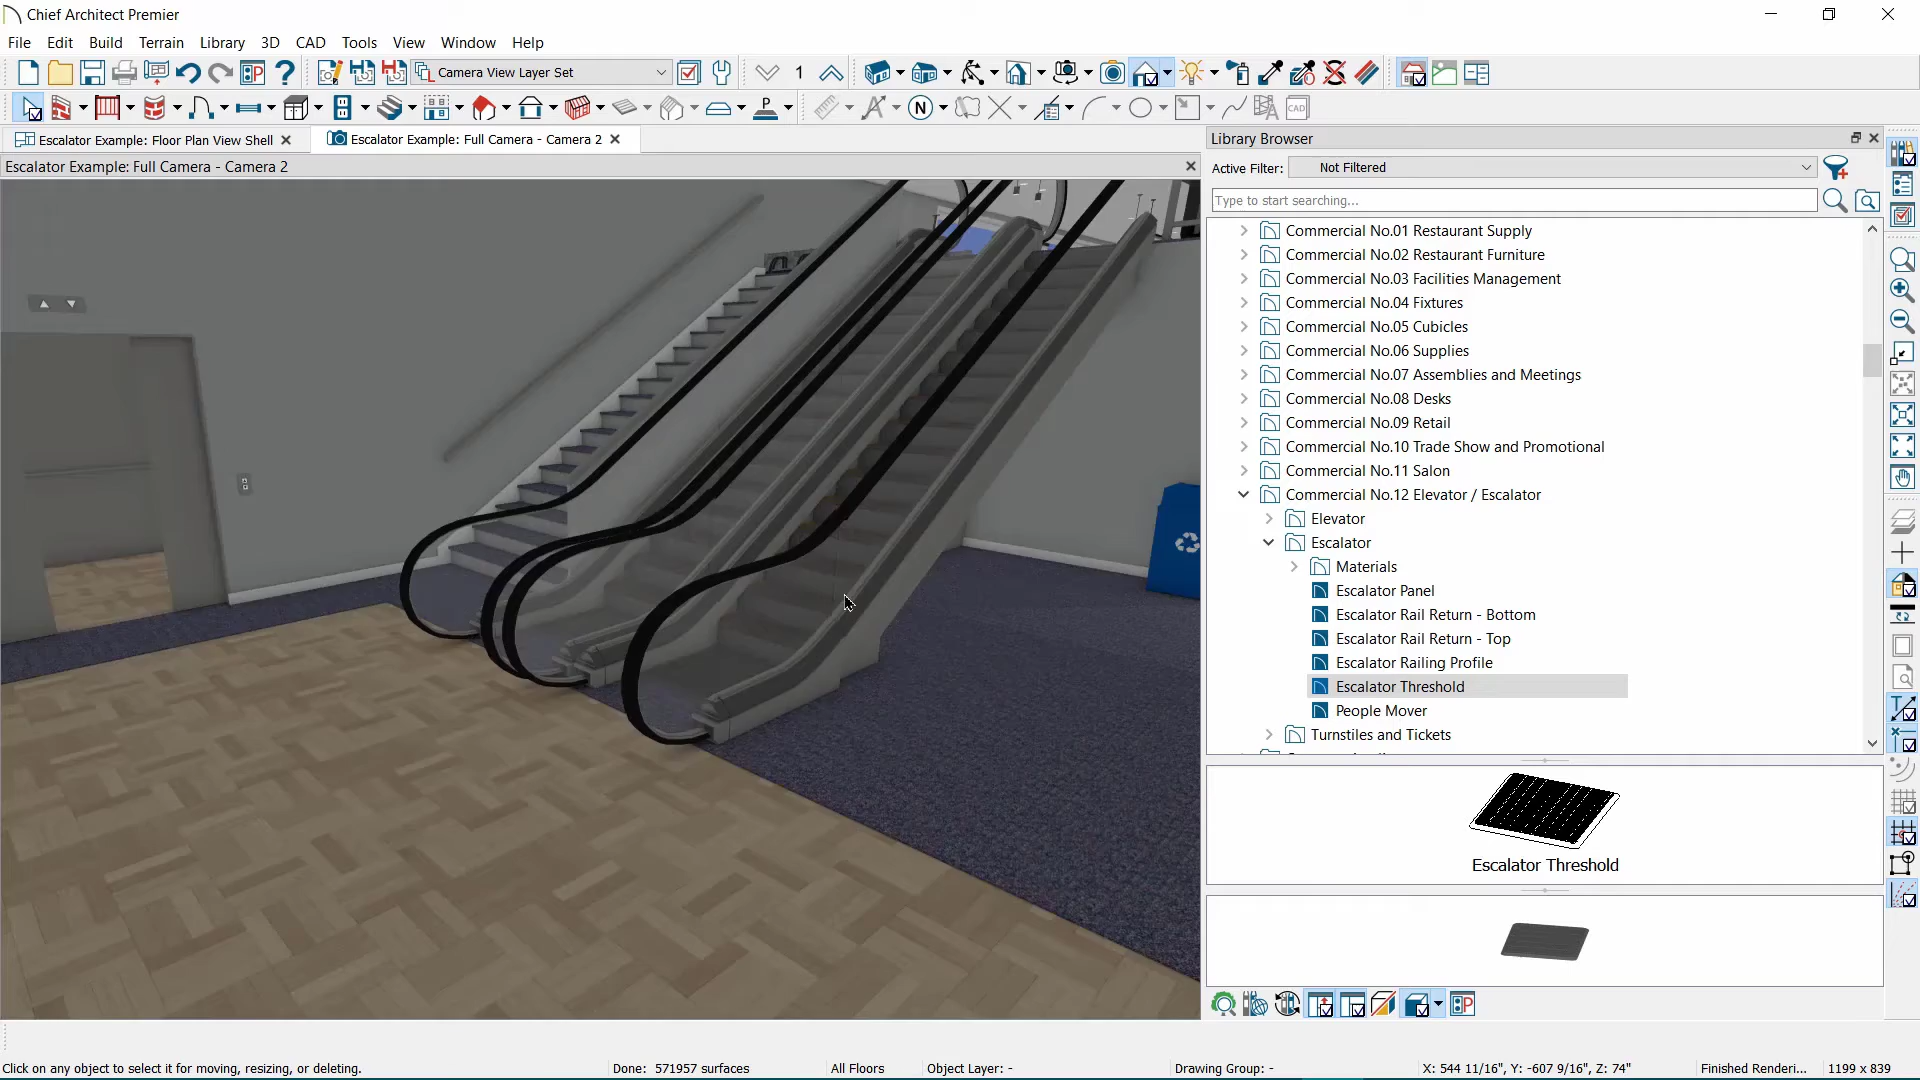 Chief Architect Premier
File Edit Build Terrain Library 3D CAD Tools View Window Help
Camera View Layer Set
1
N
P
CAD
Escalator Example: Floor Plan View Shell
Escalator Example: Full Camera - Camera 2
Escalator Example: Full Camera - Camera 2
Library Browser
Active Filter: Not Filtered
Type to start searching...
Commercial No.01 Restaurant Supply
Commercial No.02 Restaurant Furniture
Commercial No.03 Facilities Management
Commercial No.04 Fixtures
Commercial No.05 Cubicles
Commercial No.06 Supplies
Commercial No.07 Assemblies and Meetings
Commercial No.08 Desks
Commercial No.09 Retail
Commercial No.10 Trade Show and Promotional
Commercial No.11 Salon
Commercial No.12 Elevator / Escalator
Elevator
Escalator
Materials
Escalator Panel
Escalator Rail Return - Bottom
Escalator Rail Return - Top
Escalator Railing Profile
Escalator Threshold
People Mover
Turnstiles and Tickets
Escalator Threshold
Click on any object to select it for moving, resizing, or deleting.
Done: 571957 surfaces
All Floors
Object Layer: -
Drawing Group: -
X: 544 11/16", Y: -607 9/16", Z: 74"
Finished Renderi...
1199 x 839